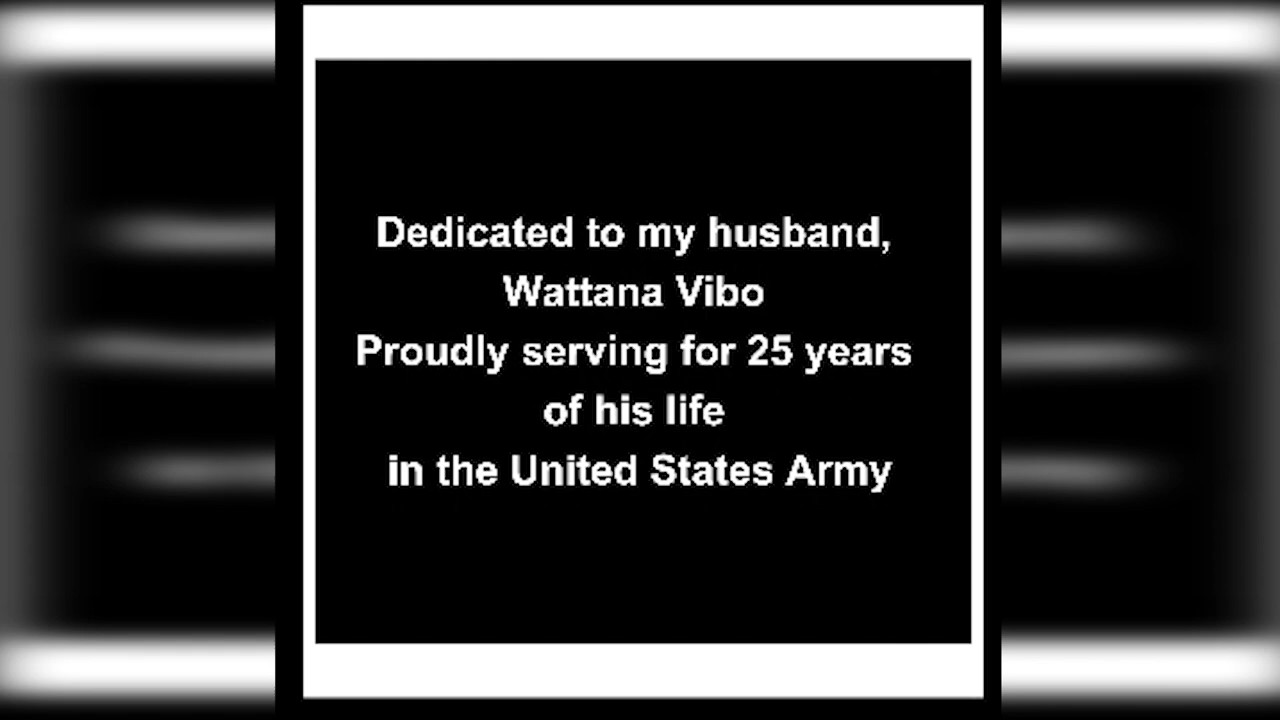 Dedicated to my husband,
Wattana Vibo
Proudly serving for 25 years
of his life
in the United States Army